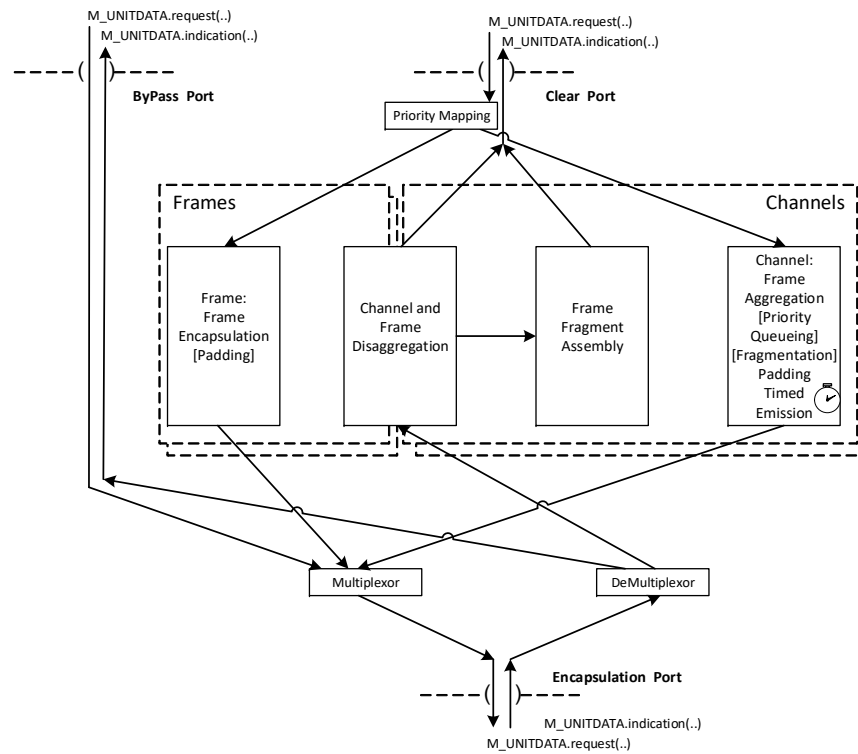 M_UNITDATA.request(..)
M_UNITDATA.indication(..)
ByPass Port
M_UNITDATA.request(..)
M_UNITDATA.indication(..)
Clear Port
Priority Mapping
Frames
Channels
Frame:
Frame
Encapsulation
[Padding]
Channel and
Frame
Disaggregation
Frame
Fragment
Assembly
Channel:
Frame
Aggregation
[Priority
Queueing]
[Fragmentation]
Padding
Timed
Emission
Multiplexor
DeMultiplexor
Encapsulation Port
M_UNITDATA.indication(..)
M_UNITDATA.request(..)